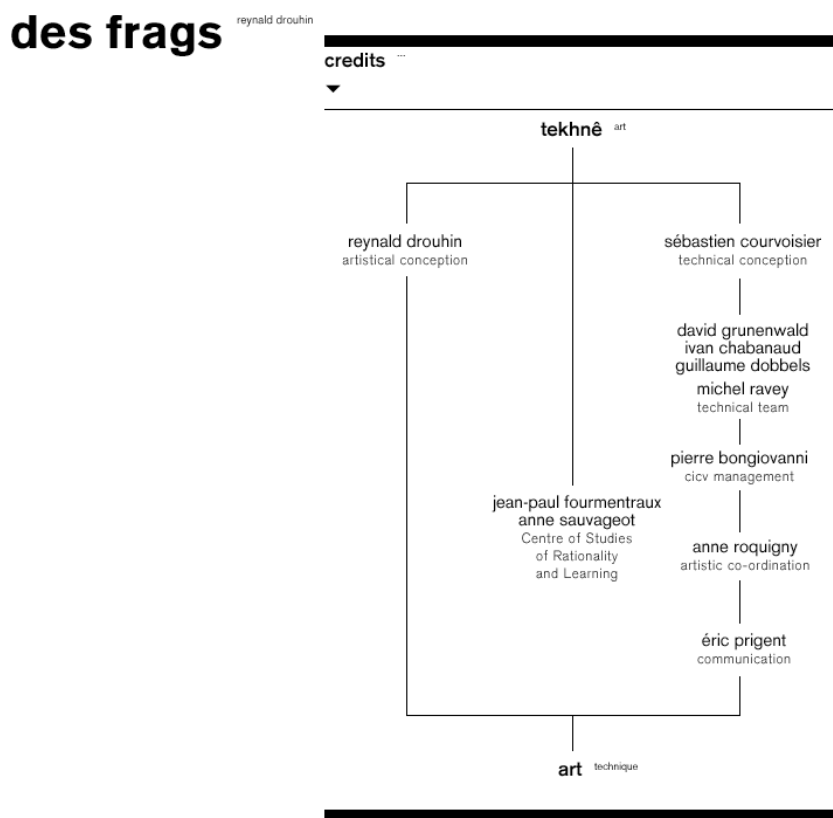 des frags reynald drouhin
credits ...
tekhnê art
reynald drouhin
artistical conception
sébastien courvoisier
technical conception
david grunenwald
ivan chabanaud
guillaume dobbels
michel ravey
technical team
pierre bongiovanni
cicv management
jean-paul fourmentraux
anne sauvageot
Centre of Studies
of Rationality
and Learning
anne roquigny
artistic co-ordination
éric prigent
communication
art technique